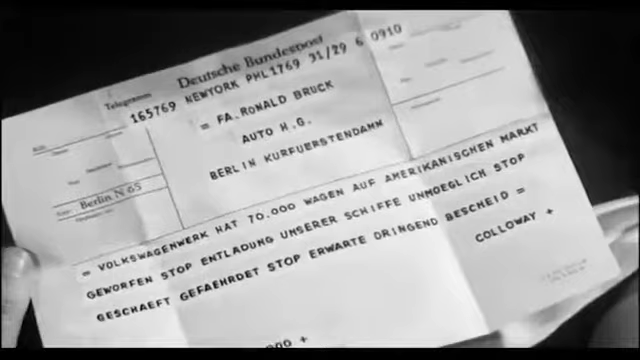 Deutsche Bundespost
Telegramm
165769 NEWYORK PHL1769 31/29 6 0910
= FA. RONALD BRUCK
AUTO H.G.
BERLIN KURFUERSTENDAMM
Berlin N 65
= VOLKSWAGENWERK HAT 70.000 WAGEN AUF AMERIKANISCHEN MARKT
GEWORFEN STOP ENTLADUNG UNSERER SCHIFFE UNMOEGLICH STOP
GESCHAEFT GEFAEHRDET STOP ERWARTE DRINGEND BESCHEID =
COLLOWAY +